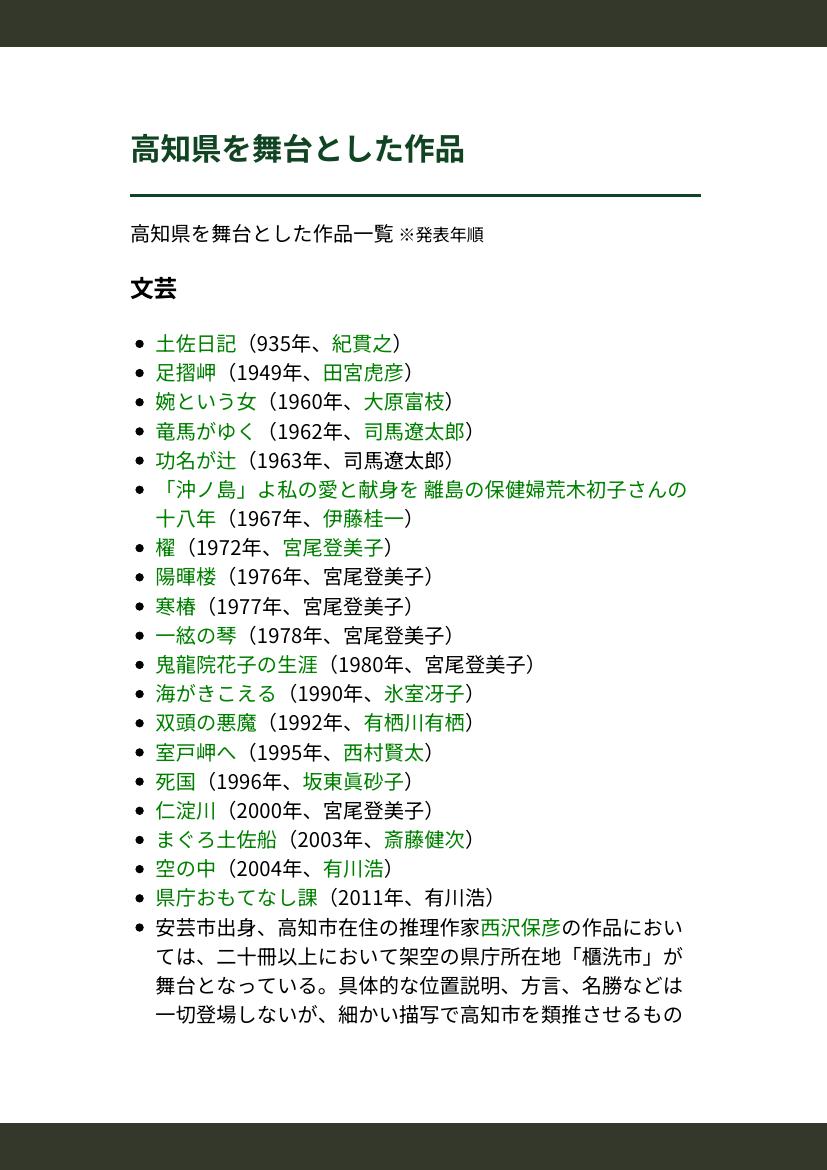 高知県を舞台とした作品
高知県を舞台とした作品一覧 ※発表年順
文芸
土佐日記（935年、紀貫之）
足摺岬（1949年、田宮虎彦）
婉という女（1960年、大原富枝）
竜馬がゆく（1962年、司馬遼太郎）
功名が辻（1963年、司馬遼太郎）
「沖ノ島」よ私の愛と献身を 離島の保健婦荒木初子さんの
十八年（1967年、伊藤桂一）
櫂（1972年、宮尾登美子）
陽暉楼（1976年、宮尾登美子）
寒椿（1977年、宮尾登美子）
一絃の琴（1978年、宮尾登美子）
鬼龍院花子の生涯（1980年、宮尾登美子）
海がきこえる（1990年、氷室冴子）
双頭の悪魔（1992年、有栖川有栖）
室戸岬へ（1995年、西村賢太）
死国（1996年、坂東眞砂子）
仁淀川（2000年、宮尾登美子）
まぐろ土佐船（2003年、斎藤健次）
空の中（2004年、有川浩）
県庁おもてなし課（2011年、有川浩）
安芸市出身、高知市在住の推理作家西沢保彦の作品におい
ては、二十冊以上において架空の県庁所在地「櫃洗市」が
舞台となっている。具体的な位置説明、方言、名勝などは
一切登場しないが、細かい描写で高知市を類推させるもの